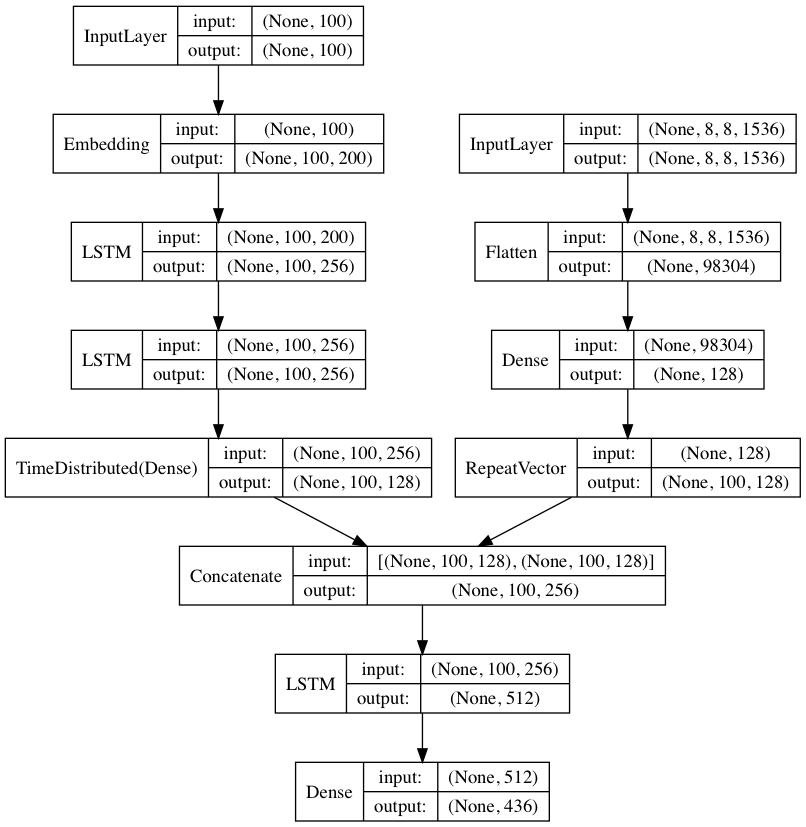 InputLayer
input: (None, 100)
output: (None, 100)
Embedding
input: (None, 100)
output: (None, 100, 200)
InputLayer
input: (None, 8, 8, 1536)
output: (None, 8, 8, 1536)
LSTM
input: (None, 100, 200)
output: (None, 100, 256)
Flatten
input: (None, 8, 8, 1536)
output: (None, 98304)
LSTM
input: (None, 100, 256)
output: (None, 100, 256)
Dense
input: (None, 98304)
output: (None, 128)
TimeDistributed(Dense)
input: (None, 100, 256)
output: (None, 100, 128)
RepeatVector
input: (None, 128)
output: (None, 100, 128)
Concatenate
input: [(None, 100, 128), (None, 100, 128)]
output: (None, 100, 256)
LSTM
input: (None, 100, 256)
output: (None, 512)
Dense
input: (None, 512)
output: (None, 436)